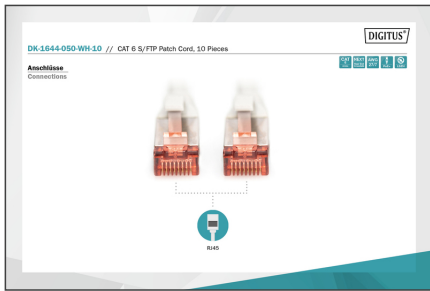 DIGITUS®
DK-1644-050-WH-10 // CAT 6 S/FTP Patch Cord, 10 Pieces
Anschlüsse
Connections
RJ45